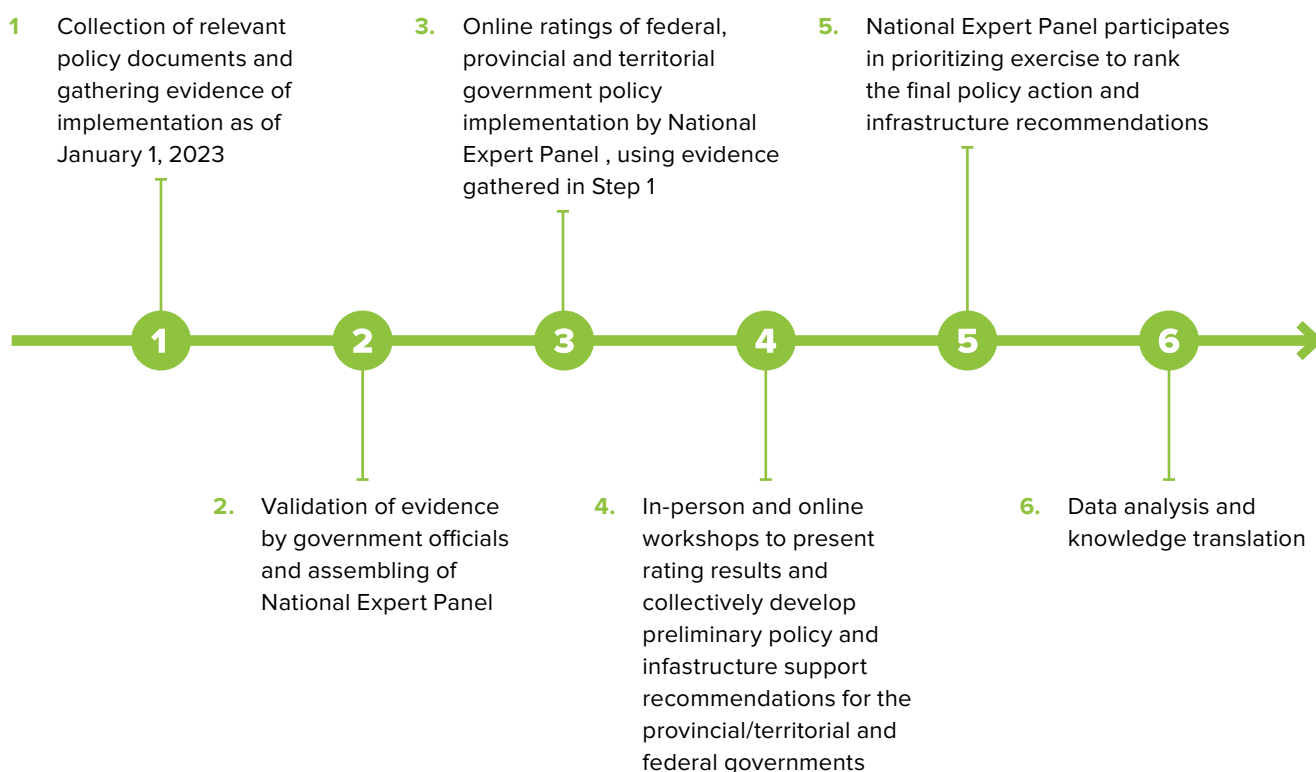 1 Collection of relevant
policy documents and
gathering evidence of
implementation as of
January 1, 2023
3. Online ratings of federal,
provincial and territorial
government policy
implementation by National
Expert Panel , using evidence
gathered in Step 1
5. National Expert Panel participates
in prioritizing exercise to rank
the final policy action and
infrastructure recommendations
1 2 3 4 5 6
2. Validation of evidence
by government officials
and assembling of
National Expert Panel
4. In-person and online
workshops to present
rating results and
collectively develop
preliminary policy and
infastructure support
recommendations for the
provincial/territorial and
federal governments
6. Data analysis and
knowledge translation